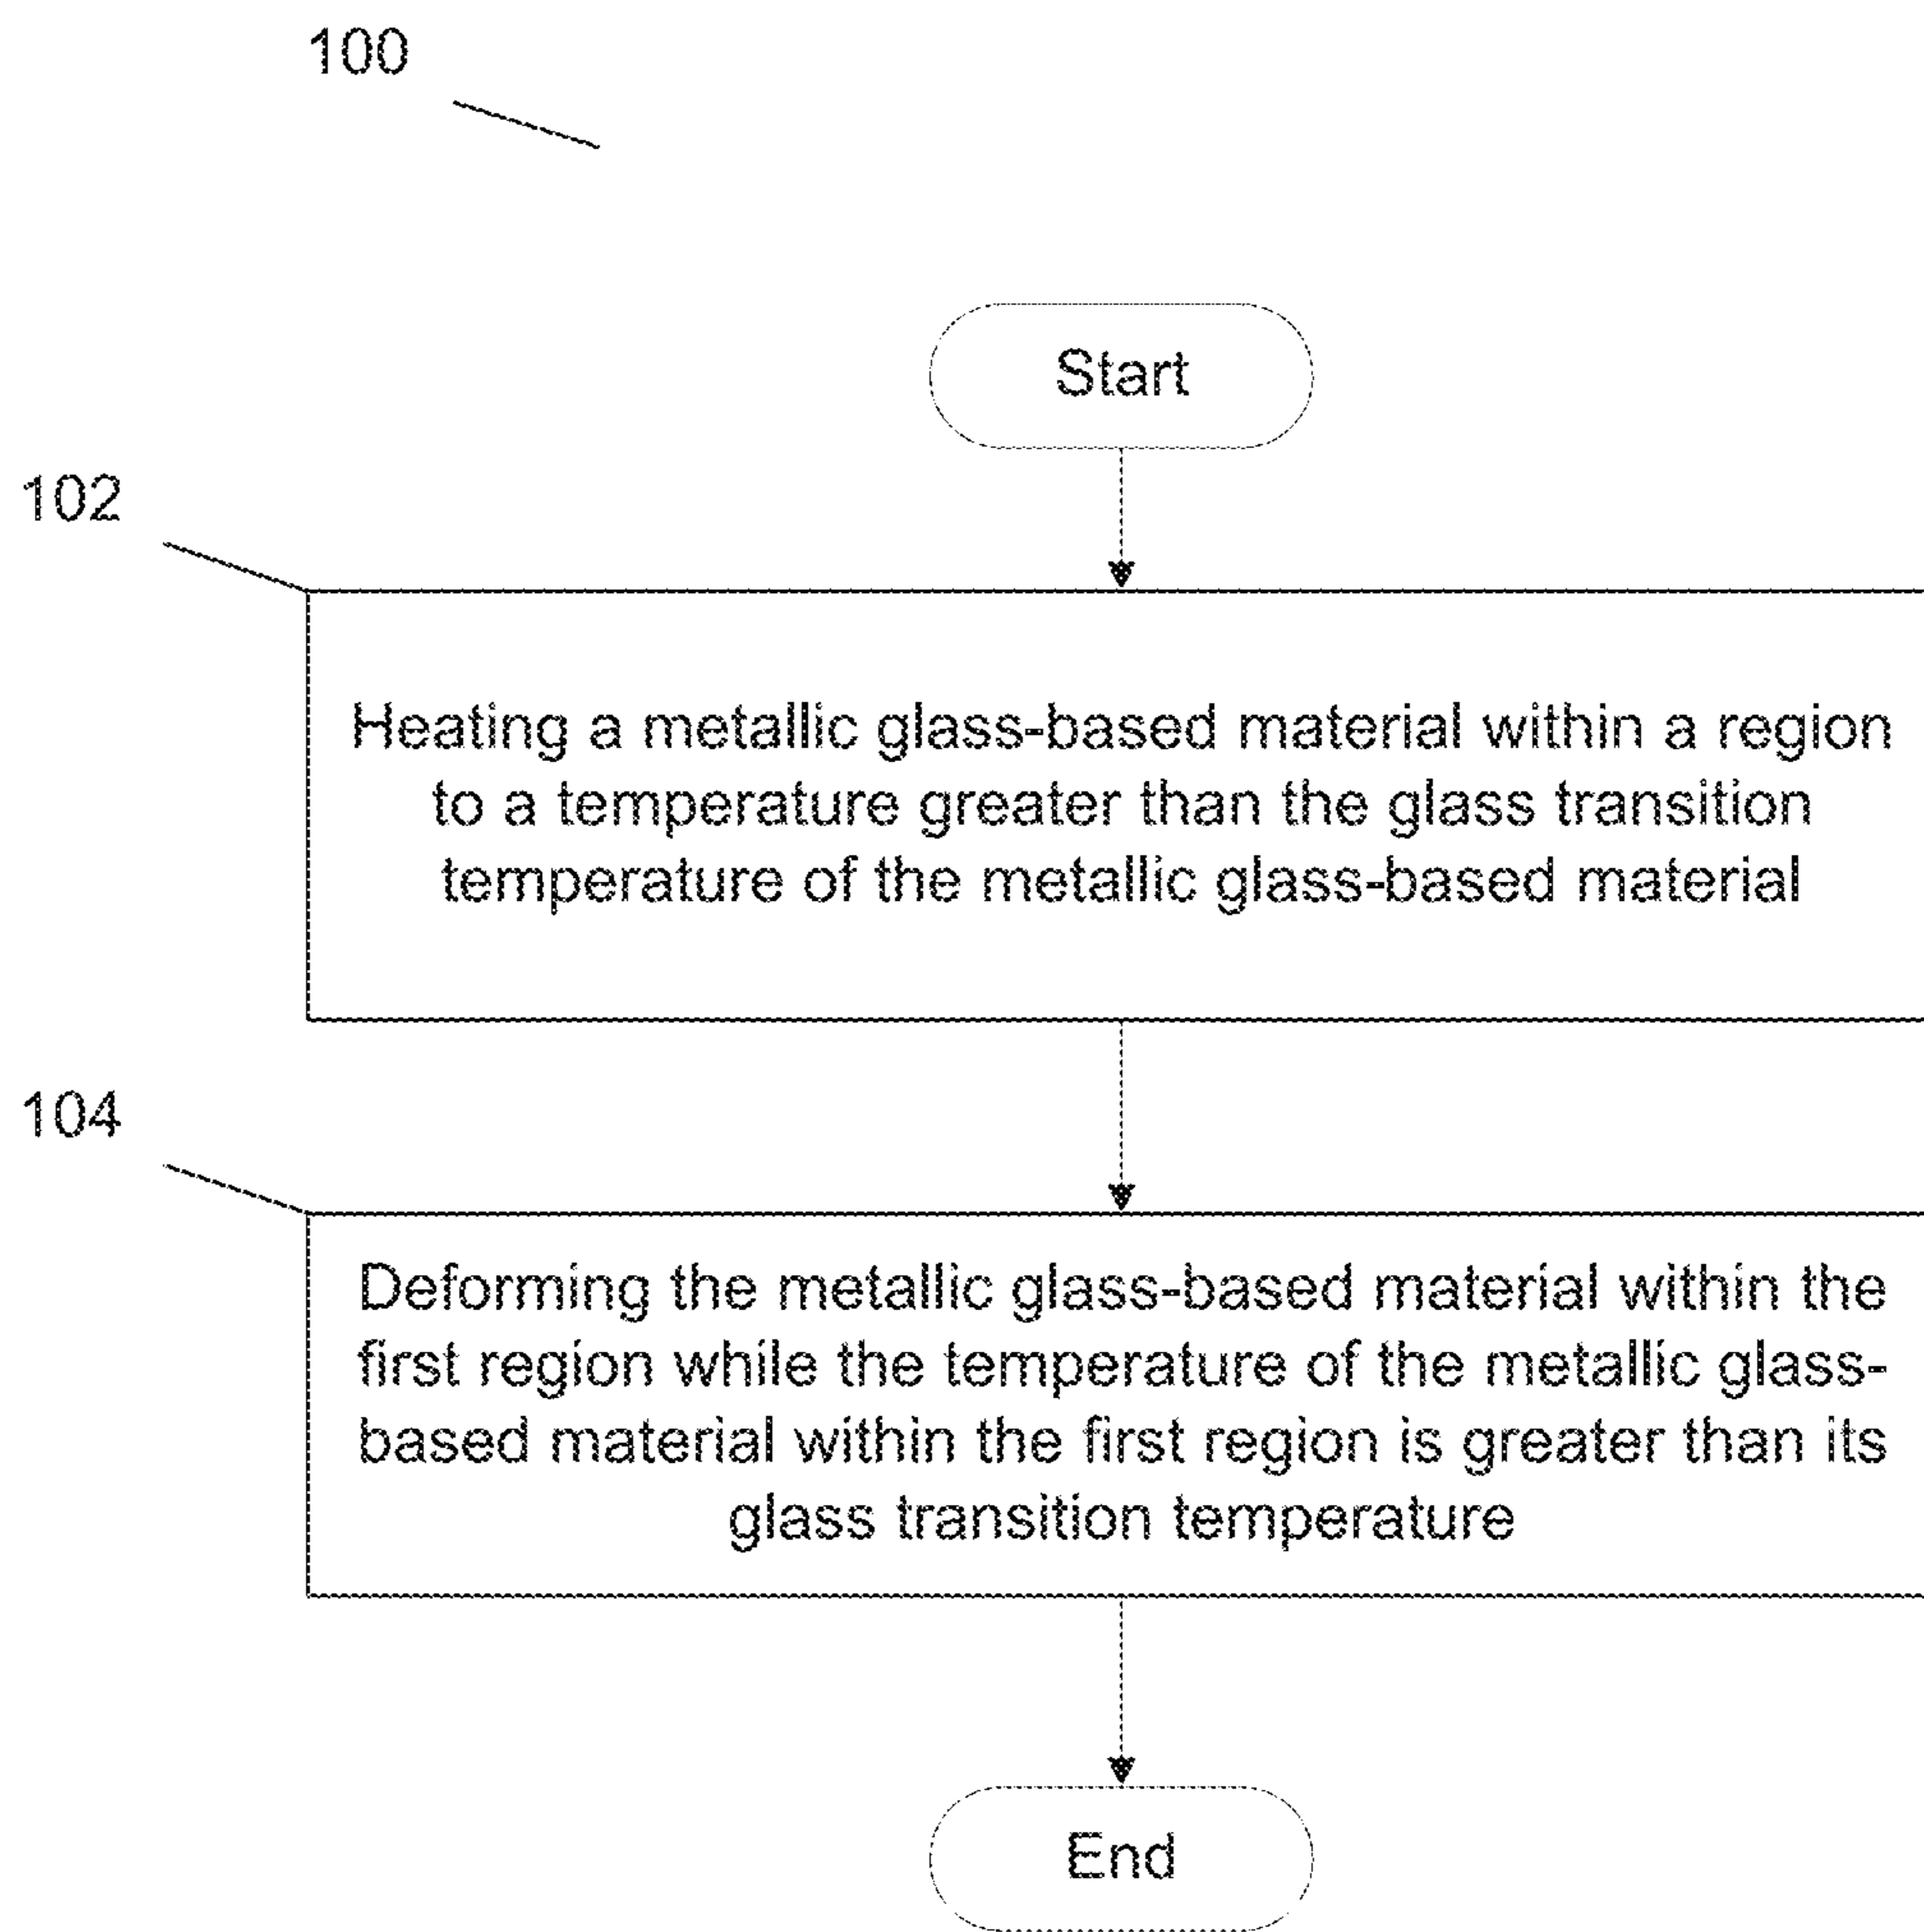 100
Start
102
Heating a metallic glass-based material within a region
to a temperature greater than the glass transition
temperature of the metallic glass-based material
104
Deforming the metallic glass-based material within the
first region while the temperature of the metallic glass-
based material within the first region is greater than its
glass transition temperature
End